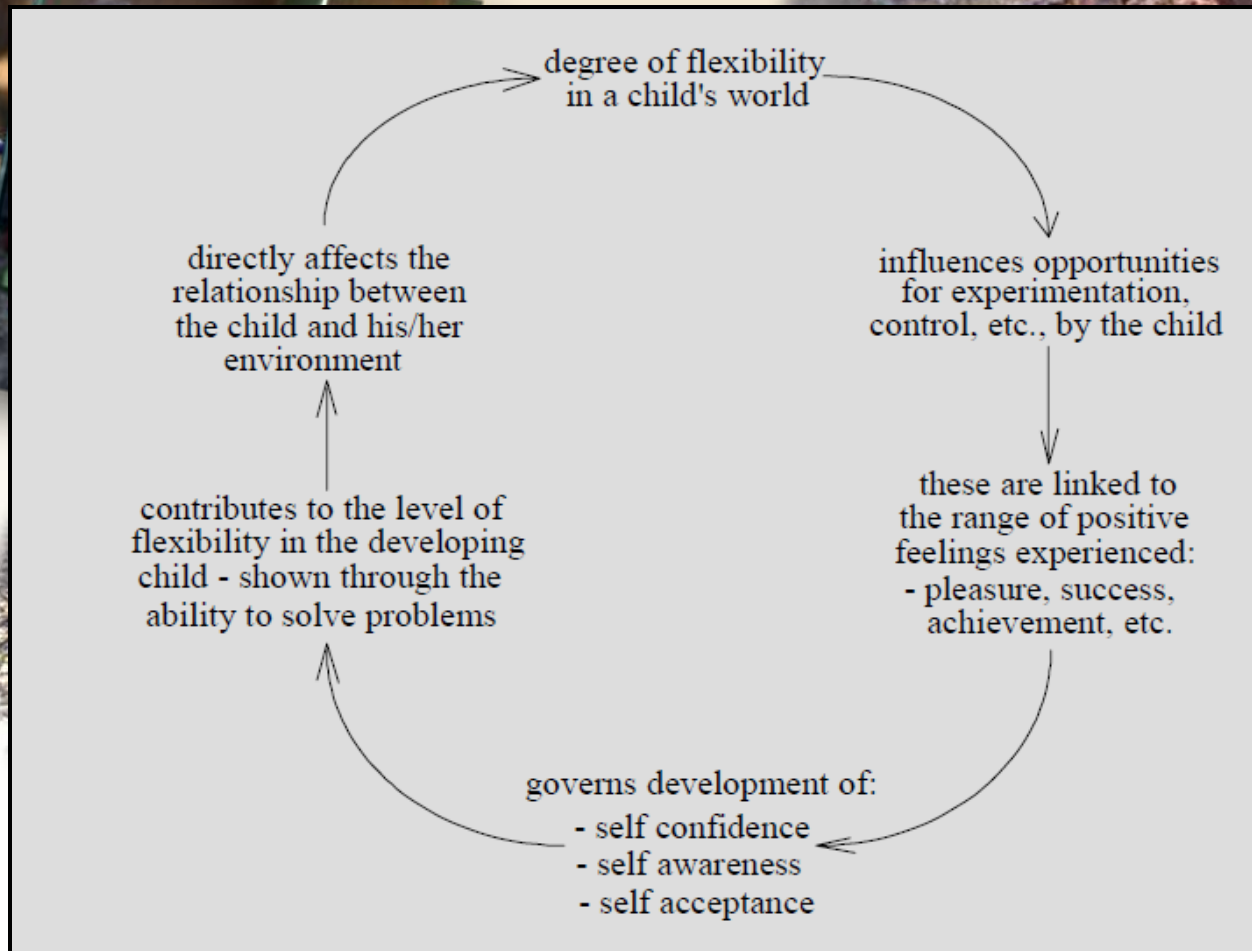 degree of flexibility
in a child's world
influences opportunities
for experimentation,
control, etc., by the child
these are linked to
the range of positive
feelings experienced:
- pleasure, success,
achievement, etc.
governs development of:
- self confidence
- self awareness
- self acceptance
contributes to the level of
flexibility in the developing
child - shown through the
ability to solve problems
directly affects the
relationship between
the child and his/her
environment